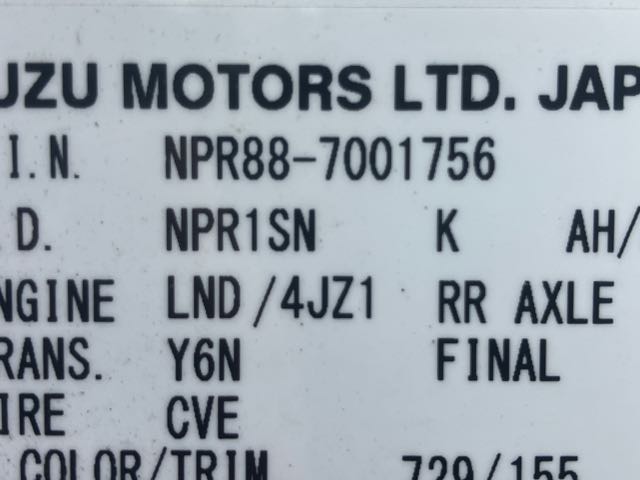 UZU MOTORS LTD. JAP
I.N. NPR88-7001756
.D. NPR1SN K AH/
NGINE LND/4JZ1 RR AXLE
RANS. Y6N FINAL
IRE CVE
COLOR/TRIM 729/155